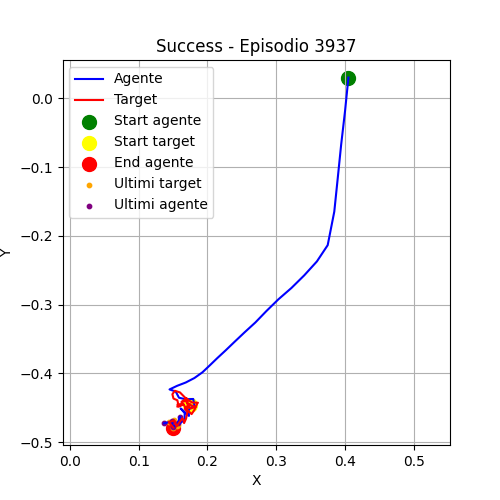 Success - Episodio 3937
Agente
Target
Start agente
Start target
End agente
Ultimi target
Ultimi agente
Y
0.0
−0.1
−0.2
−0.3
−0.4
−0.5
0.0 0.1 0.2 0.3 0.4 0.5
X